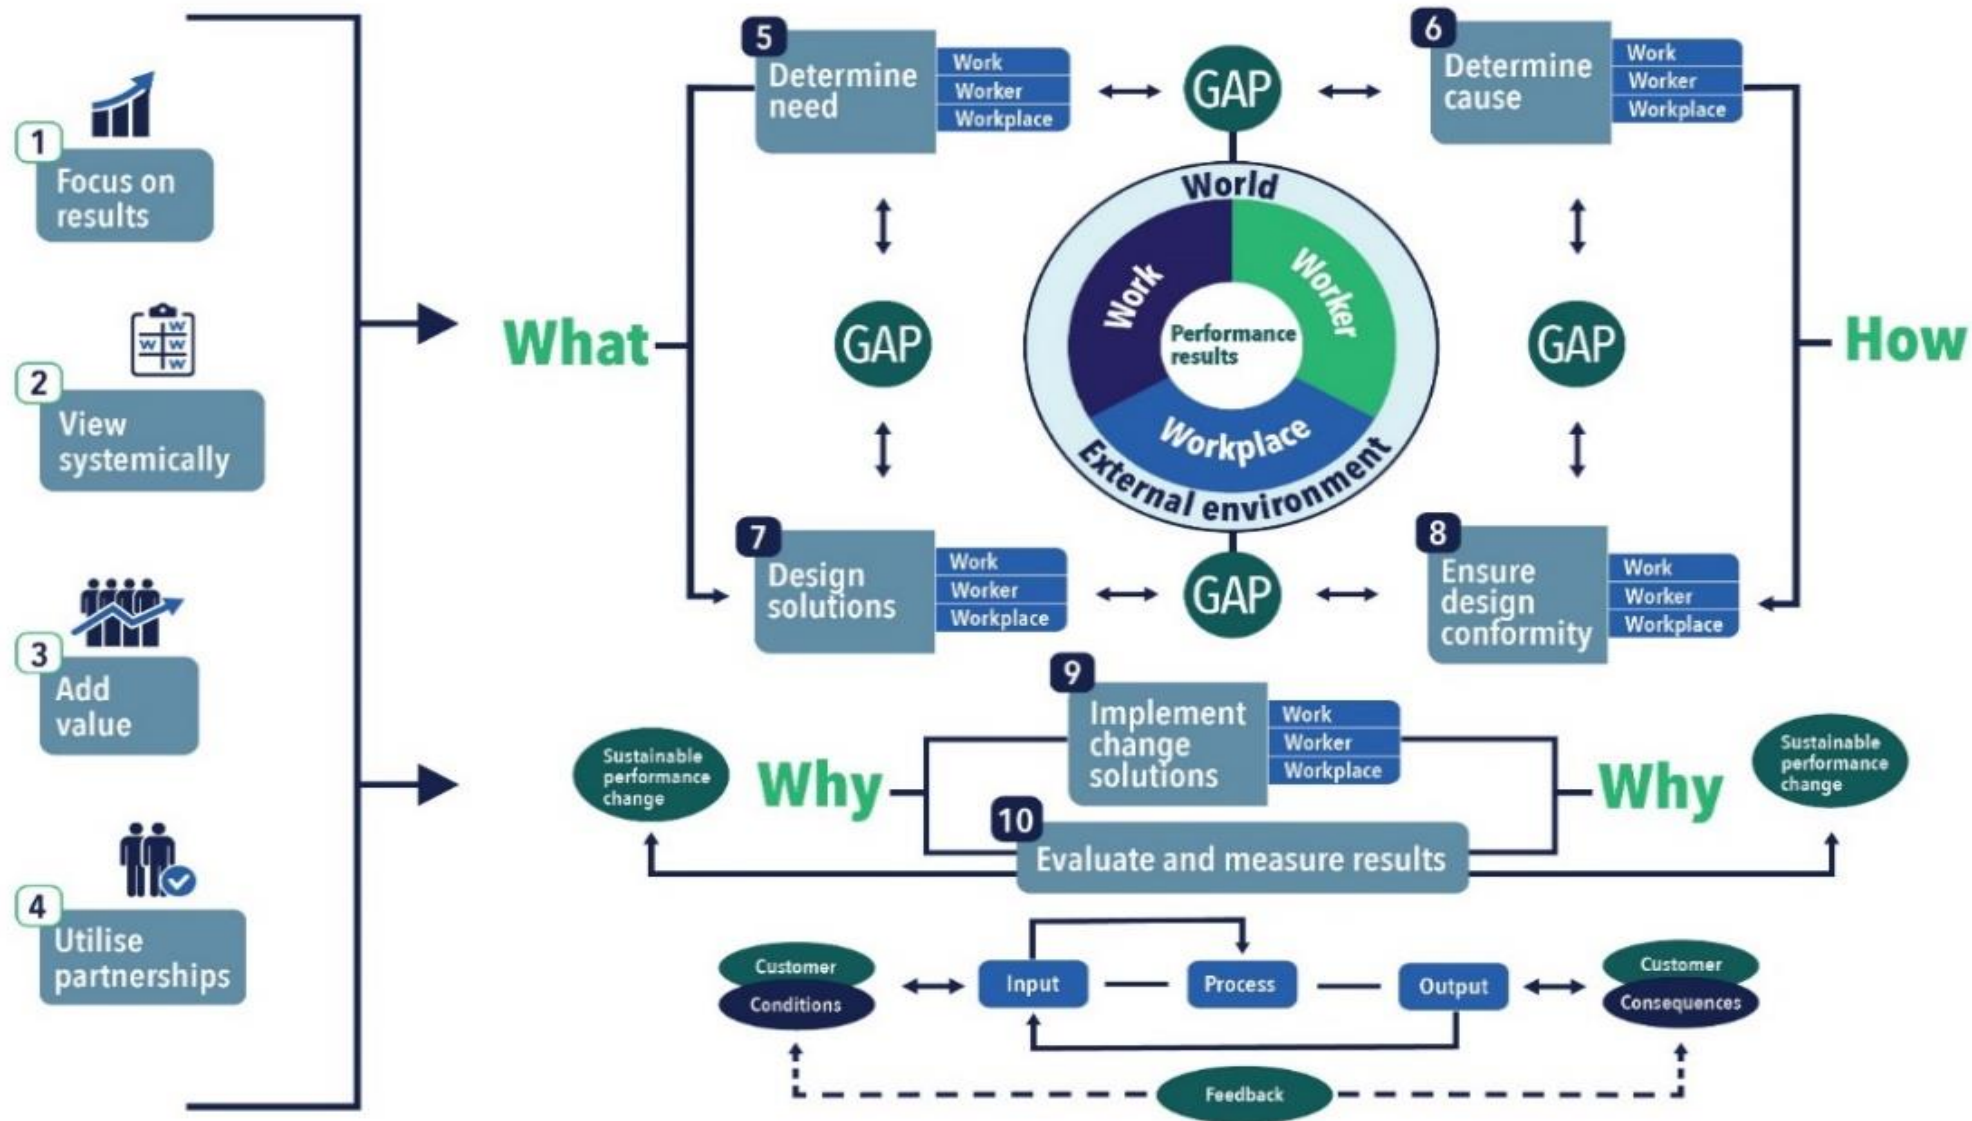 1
Focus on
results
2
W
W W
W
View
systemically
3
Add
value
4
Utilise
partnerships
What
5
Determine
need
Work
Worker
Workplace
GAP
6
Determine
cause
Work
Worker
Workplace
How
GAP
World
Work
Worker
Workplace
Performance
results
External environment
GAP
7
Design
solutions
Work
Worker
Workplace
GAP
8
Ensure
design
conformity
Work
Worker
Workplace
Sustainable
performance
change
Why
9
Implement
change
solutions
Work
Worker
Workplace
Why
Sustainable
performance
change
10
Evaluate and measure results
Customer
Conditions
Input
Process
Output
Customer
Consequences
Feedback